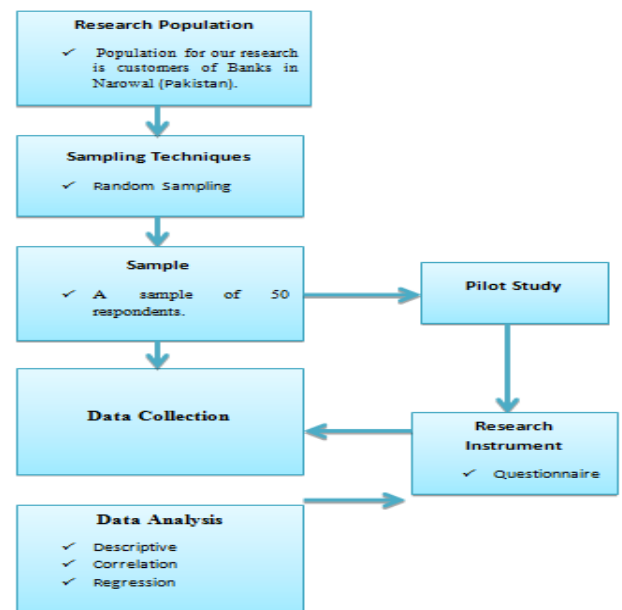 Research Population
✓ Population for our research
is customers of Banks in
Narowal (Pakistan).
Sampling Techniques
✓ Random Sampling
Sample
✓ A sample of 50
respondents.
Pilot Study
Data Collection
Research
Instrument
✓ Questionnaire
Data Analysis
✓ Descriptive
✓ Correlation
✓ Regression